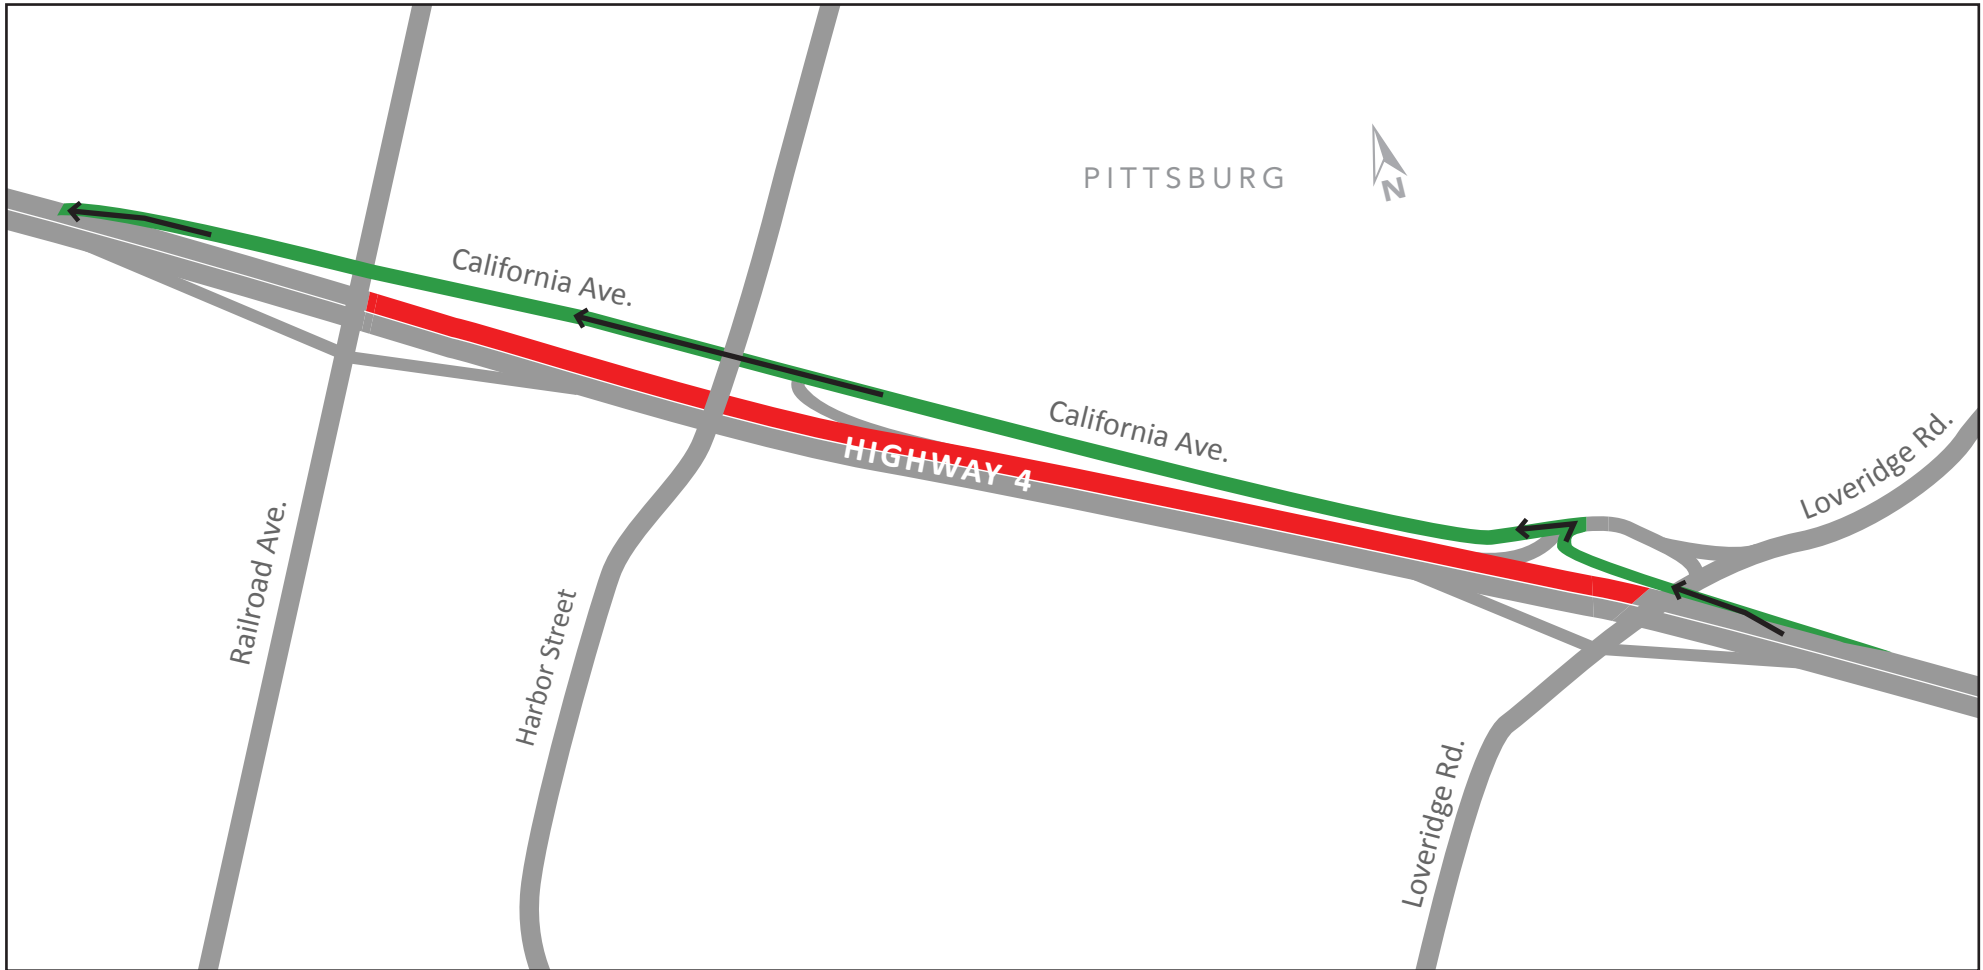 PITTSBURG
N
California Ave.
California Ave.
Loveridge Rd.
HIGHWAY 4
Railroad Ave.
Harbor Street
Loveridge Rd.